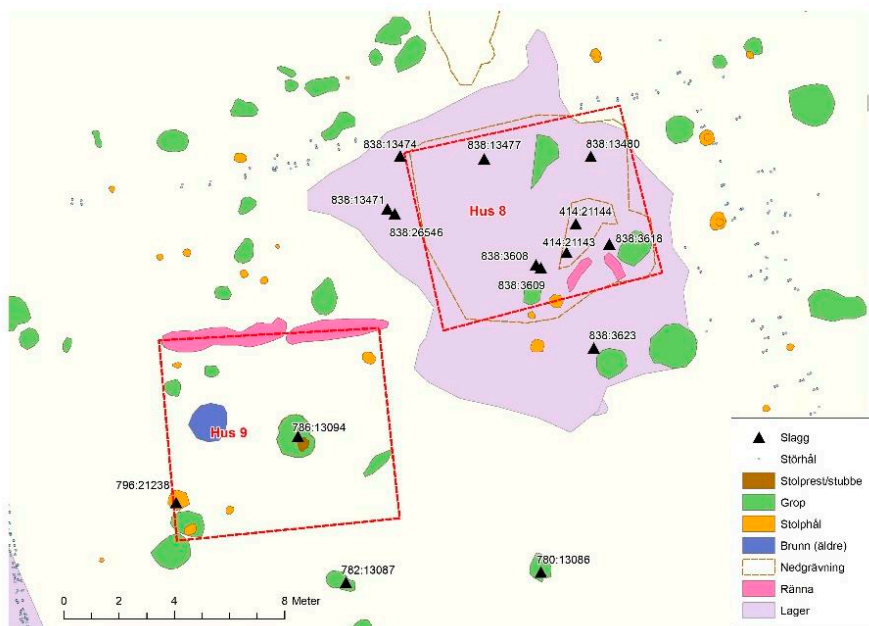 838:13474
838:13477
838:13480
838:13471
Hus 8
414:21144
838:26546
838:3618
414:21143
838:3608
838:3609
838:3623
Hus 9
786:13094
796:21238
782:13087
780:13086
0 2 4 8 Meter
Slagg
Störhål
Stolprest/stubbe
Grop
Stolphål
Brunn (äldre)
Nedgrävning
Ränna
Lager